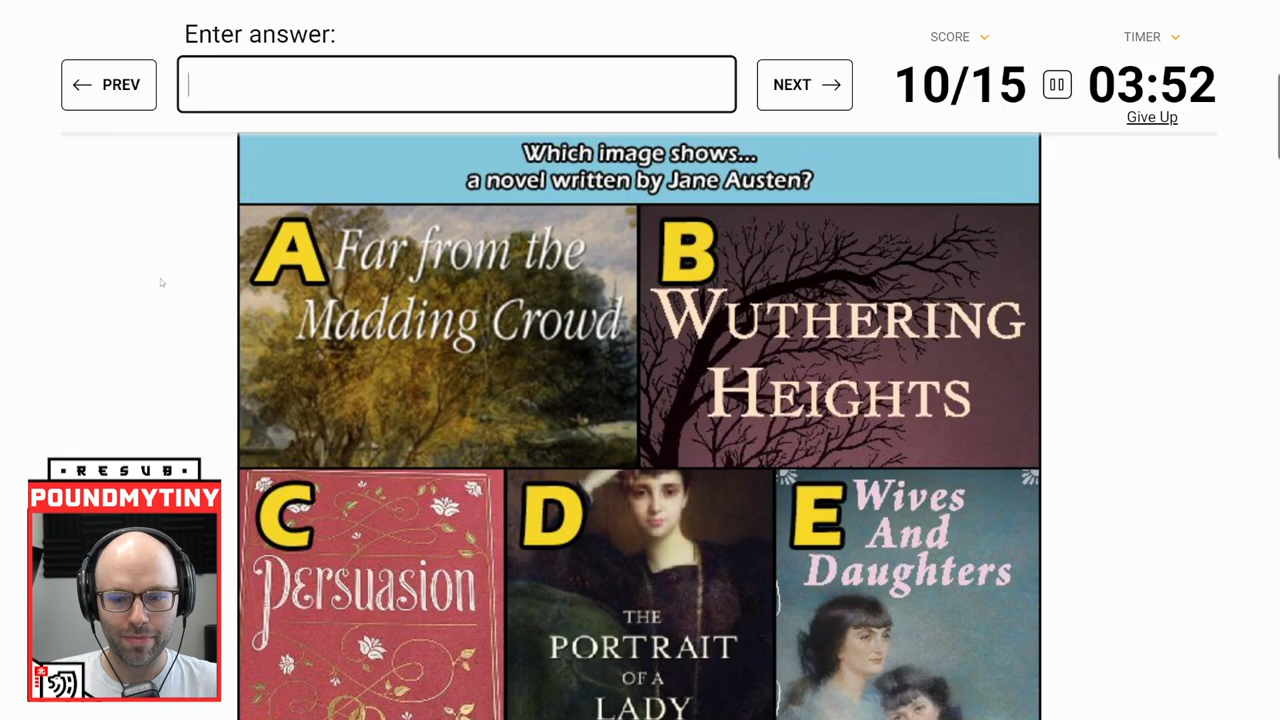 Enter answer:
SCORE
TIMER
PREV
NEXT
10/15
03:52
Give Up
Which image shows...
a novel written by Jane Austen?
A
Far from the
Madding Crowd
B
WUTHERING
HEIGHTS
C
Persuasion
D
THE
PORTRAIT
OF A
LADY
E
Wives
And
Daughters
RESUB
POUNDMYTINY